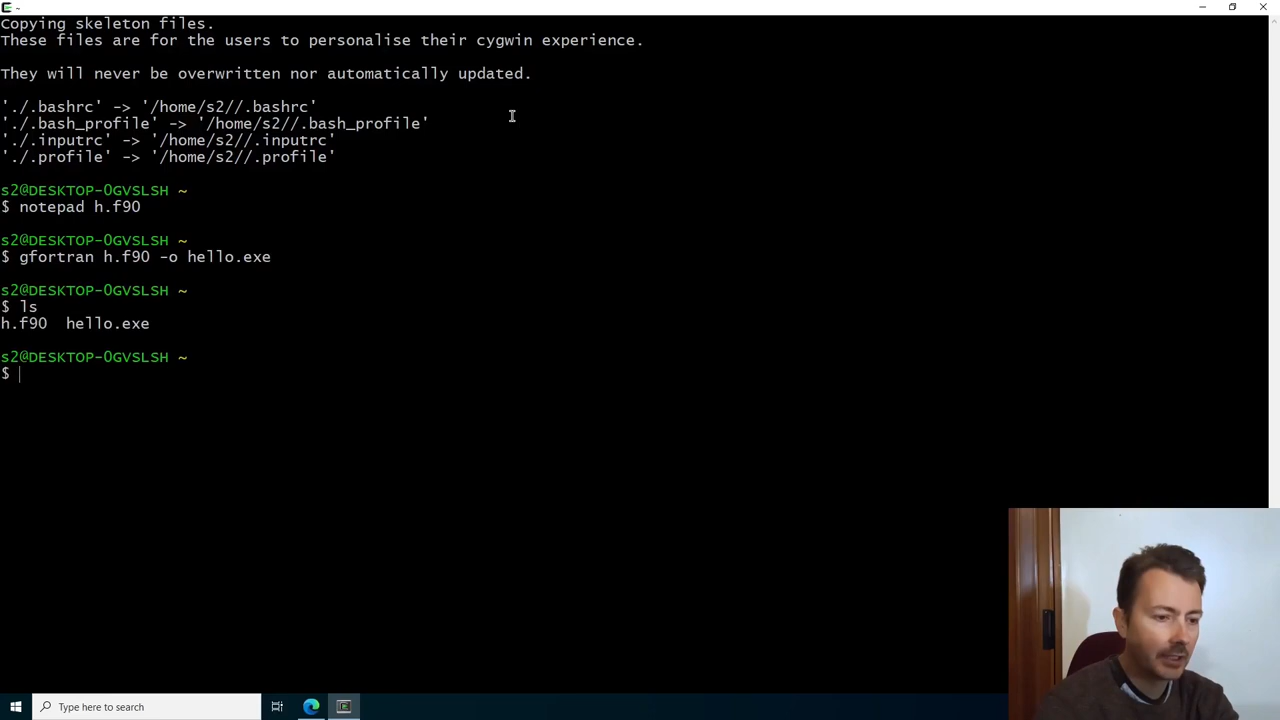 ~
Copying skeleton files.
These files are for the users to personalise their cygwin experience.
They will never be overwritten nor automatically updated.
'./.bashrc' -> '/home/s2//.bashrc'
'./.bash_profile' -> '/home/s2//.bash_profile'
'./.inputrc' -> '/home/s2//.inputrc'
'./.profile' -> '/home/s2//.profile'
s2@DESKTOP-0GVSLSH ~
$ notepad h.f90
s2@DESKTOP-0GVSLSH ~
$ gfortran h.f90 -o hello.exe
s2@DESKTOP-0GVSLSH ~
$ ls
h.f90  hello.exe
s2@DESKTOP-0GVSLSH ~
$
Type here to search